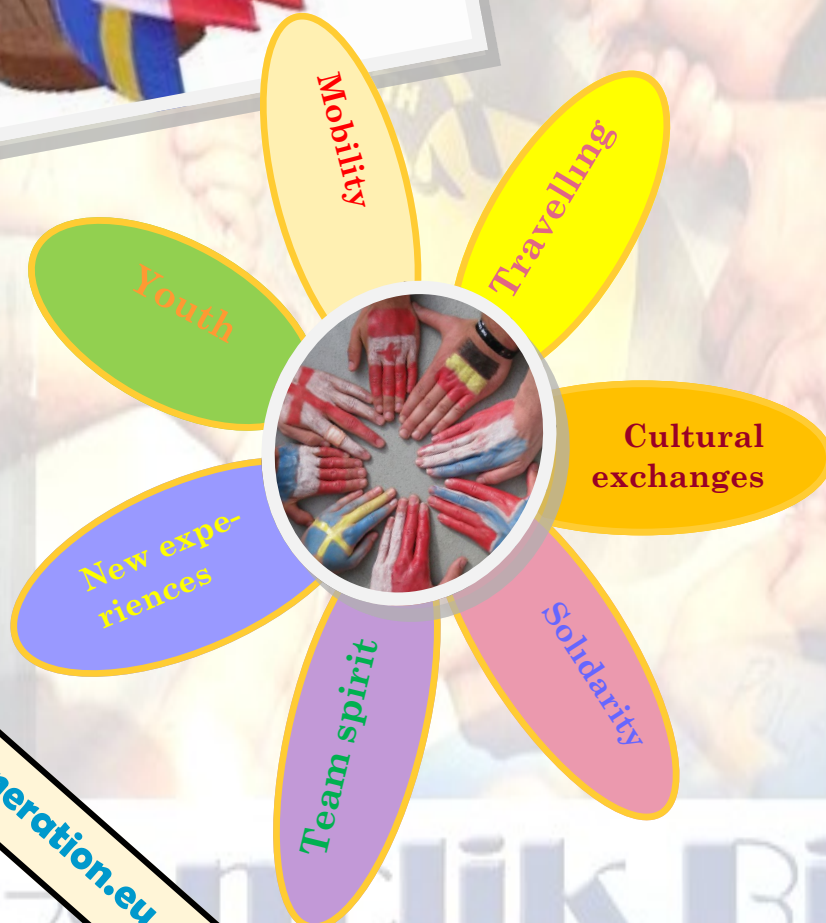 Mobility
Travelling
Cultural
exchanges
Solidarity
Team spirit
New expe-
riences
Youth
neration.eu